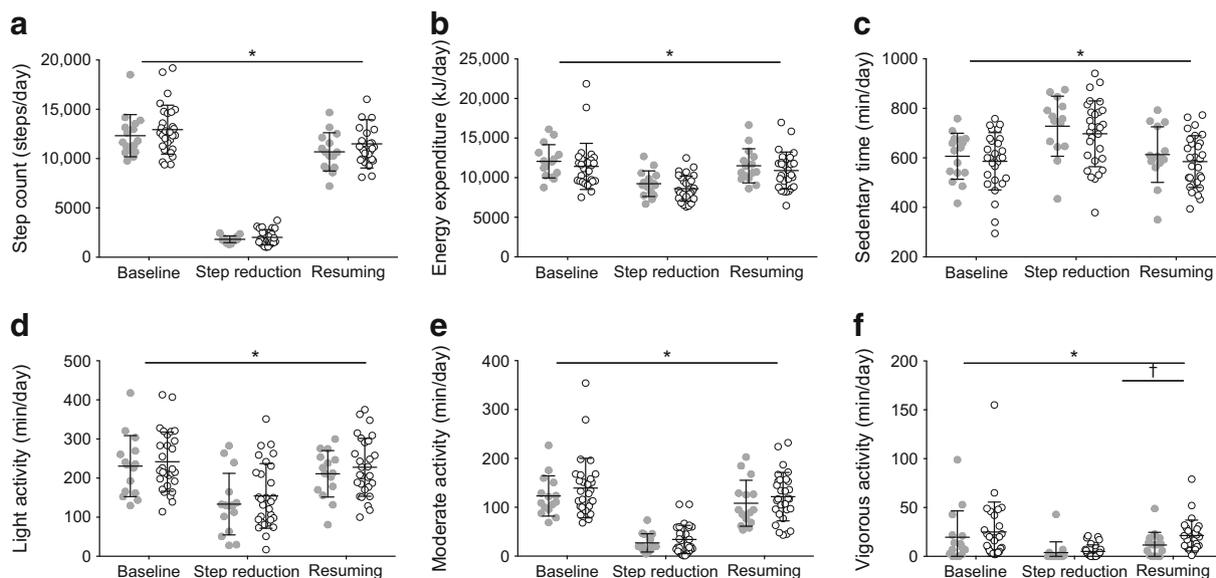 a
Step count (steps/day)
20,000
15,000
10,000
5000
0
*
Baseline Step reduction Resuming
b
Energy expenditure (kJ/day)
25,000
20,000
15,000
10,000
5000
0
*
Baseline Step reduction Resuming
c
Sedentary time (min/day)
1000
800
600
400
200
*
Baseline Step reduction Resuming
d
Light activity (min/day)
500
400
300
200
100
0
*
Baseline Step reduction Resuming
e
Moderate activity (min/day)
400
300
200
100
0
*
Baseline Step reduction Resuming
f
Vigorous activity (min/day)
200
150
100
50
0
*
†
Baseline Step reduction Resuming